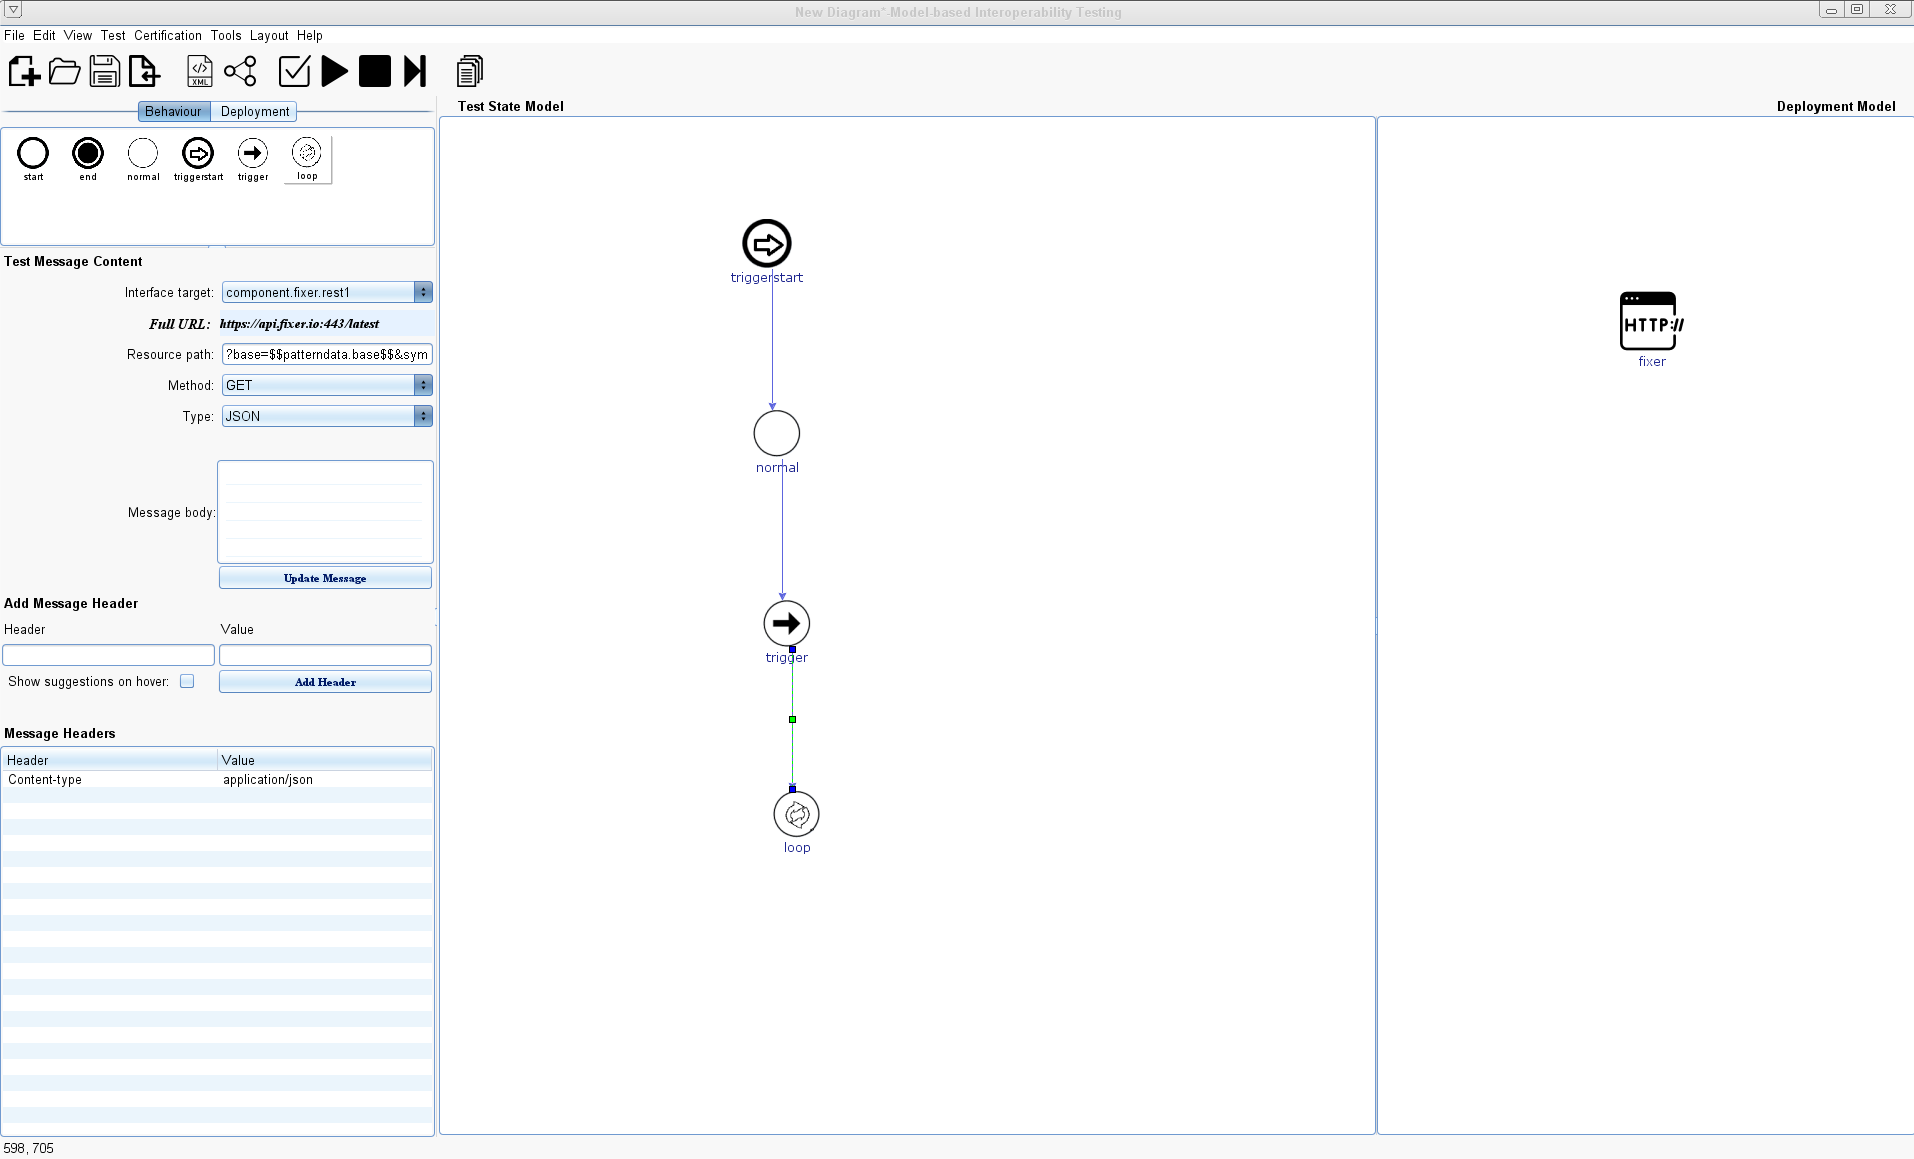 New Diagram*-Model-based Interoperability Testing
File Edit View Test Certification Tools Layout Help
</> XML
Behaviour Deployment
start end normal triggerstart trigger loop
Test Message Content
Interface target: component.fixer.rest1
Full URL: https://api.fixer.io:443/latest
Resource path: ?base=$$patterndata.base$$&sym
Method: GET
Type: JSON
Message body:
Update Message
Add Message Header
Header Value
Show suggestions on hover: Add Header
Message Headers
Header Value
Content-type application/json
598, 705
Test State Model
triggerstart
normal
trigger
loop
Deployment Model
HTTP://
fixer